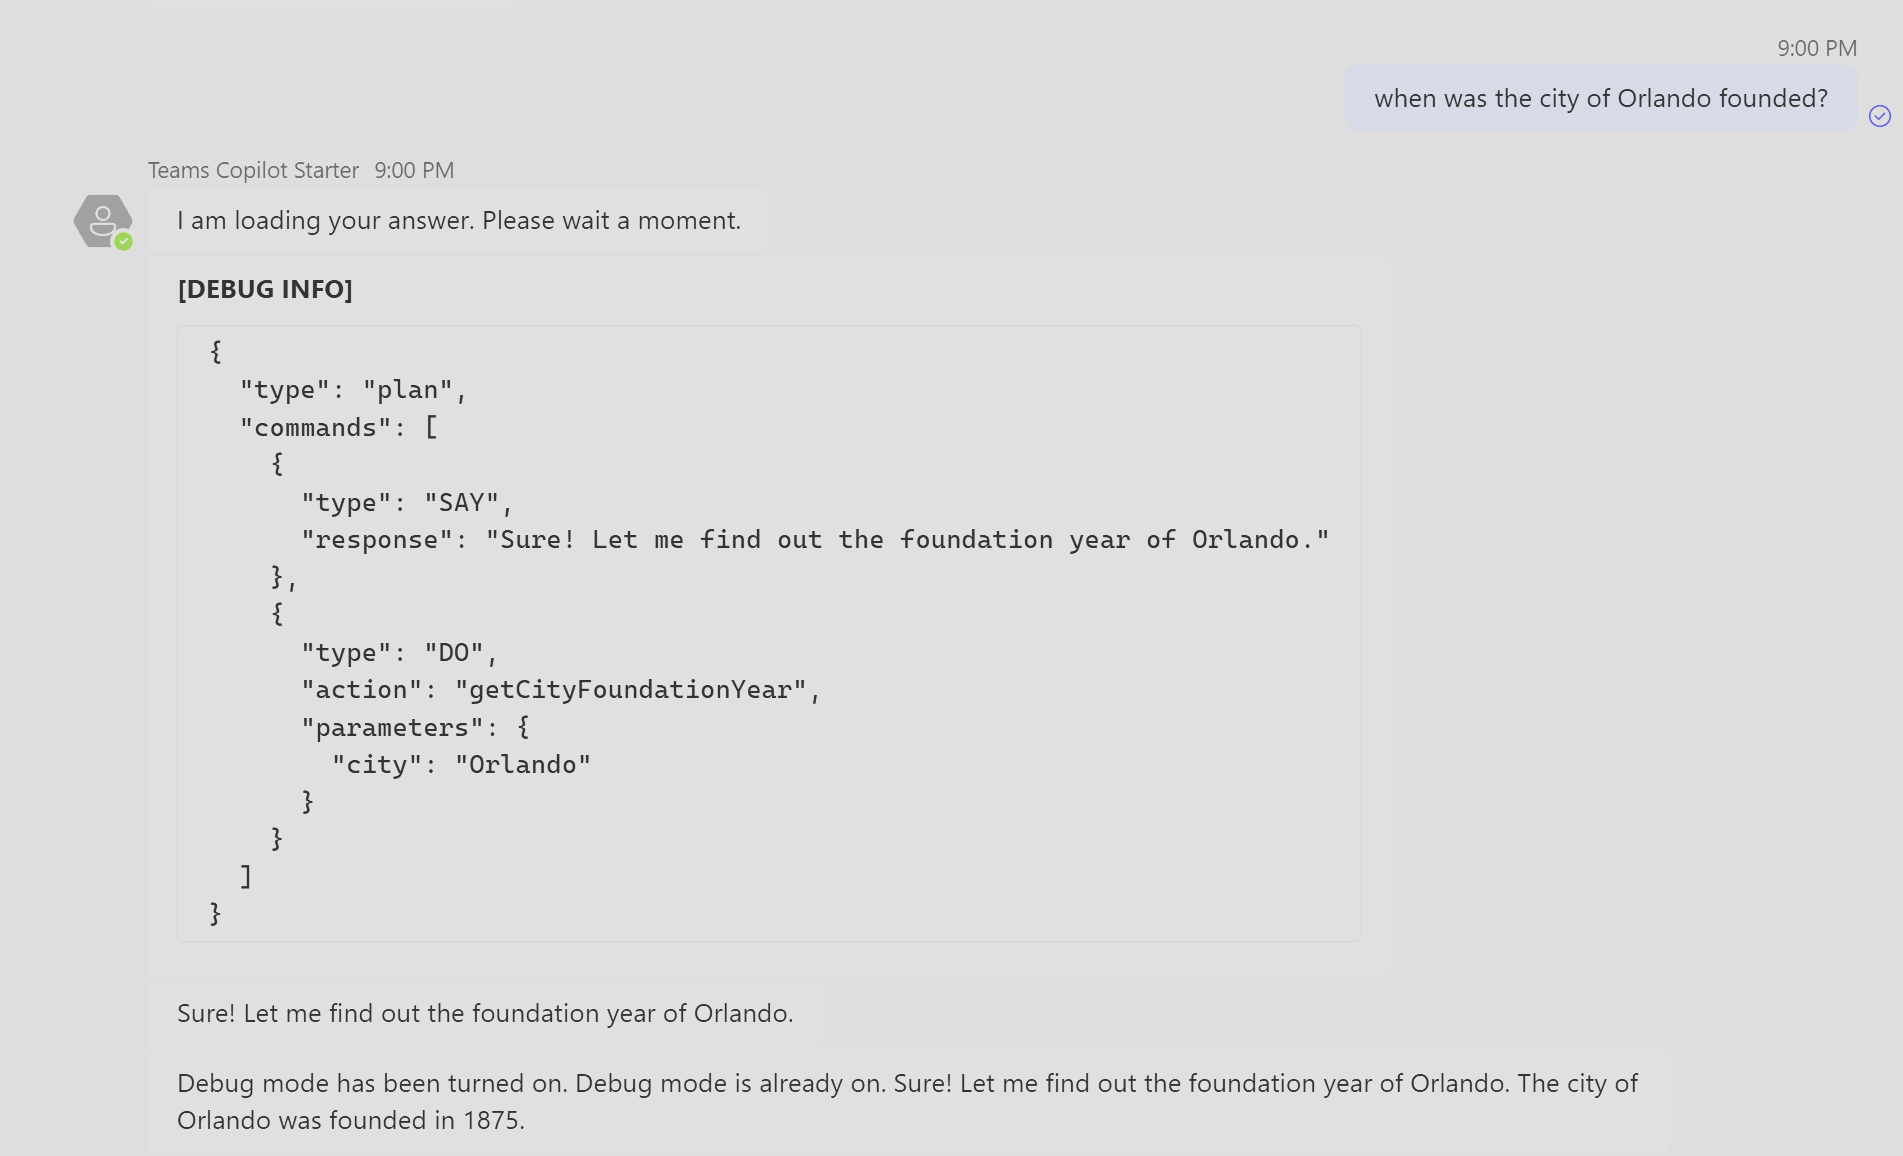 9:00 PM
when was the city of Orlando founded?
Teams Copilot Starter 9:00 PM
I am loading your answer. Please wait a moment.
[DEBUG INFO]
{
"type": "plan",
"commands": [
{
"type": "SAY",
"response": "Sure! Let me find out the foundation year of Orlando."
},
{
"type": "DO",
"action": "getCityFoundationYear",
"parameters": {
"city": "Orlando"
}
}
]
}
Sure! Let me find out the foundation year of Orlando.
Debug mode has been turned on. Debug mode is already on. Sure! Let me find out the foundation year of Orlando. The city of
Orlando was founded in 1875.